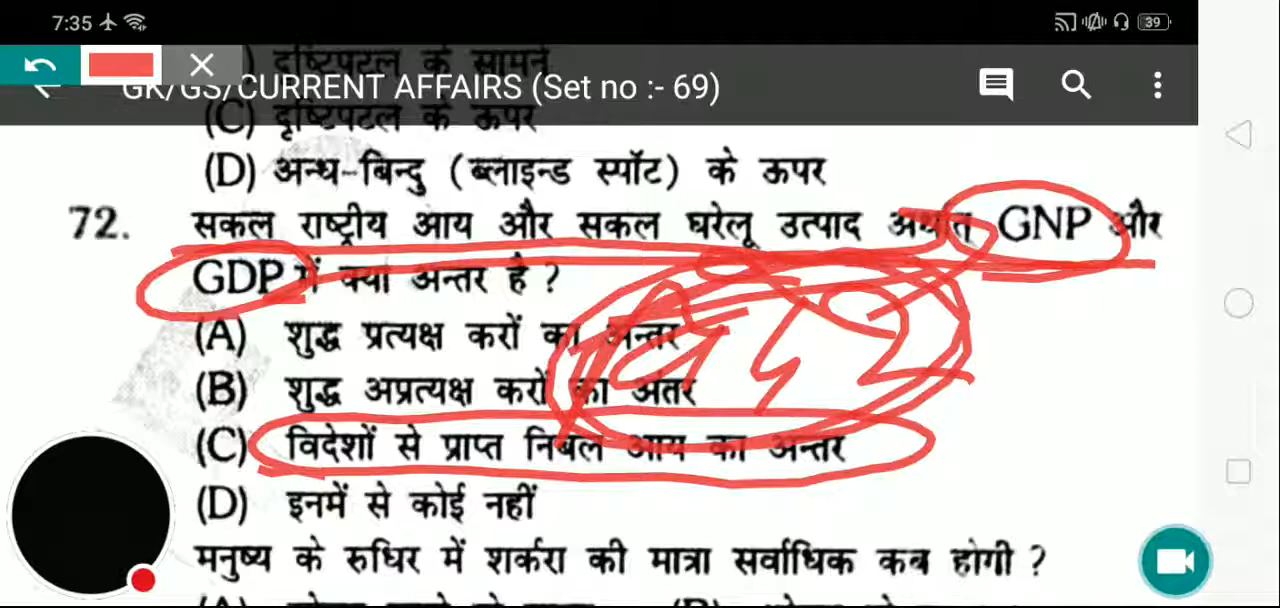 7:35
39
) दृष्टिपटल के सामने
GK/GS/CURRENT AFFAIRS (Set no :- 69)
(C) दृष्टिपटल के ऊपर
(D) अन्ध-बिन्दु (ब्लाइन्ड स्पॉट) के ऊपर
72. सकल राष्ट्रीय आय और सकल घरेलू उत्पाद अर्थात GNP और
GDP में क्या अन्तर है ?
(A) शुद्ध प्रत्यक्ष करों का अन्तर
(B) शुद्ध अप्रत्यक्ष करों का अंतर
(C) विदेशों से प्राप्त निबल आय का अन्तर
(D) इनमें से कोई नहीं
मनुष्य के रुधिर में शर्करा की मात्रा सर्वाधिक कब होगी ?